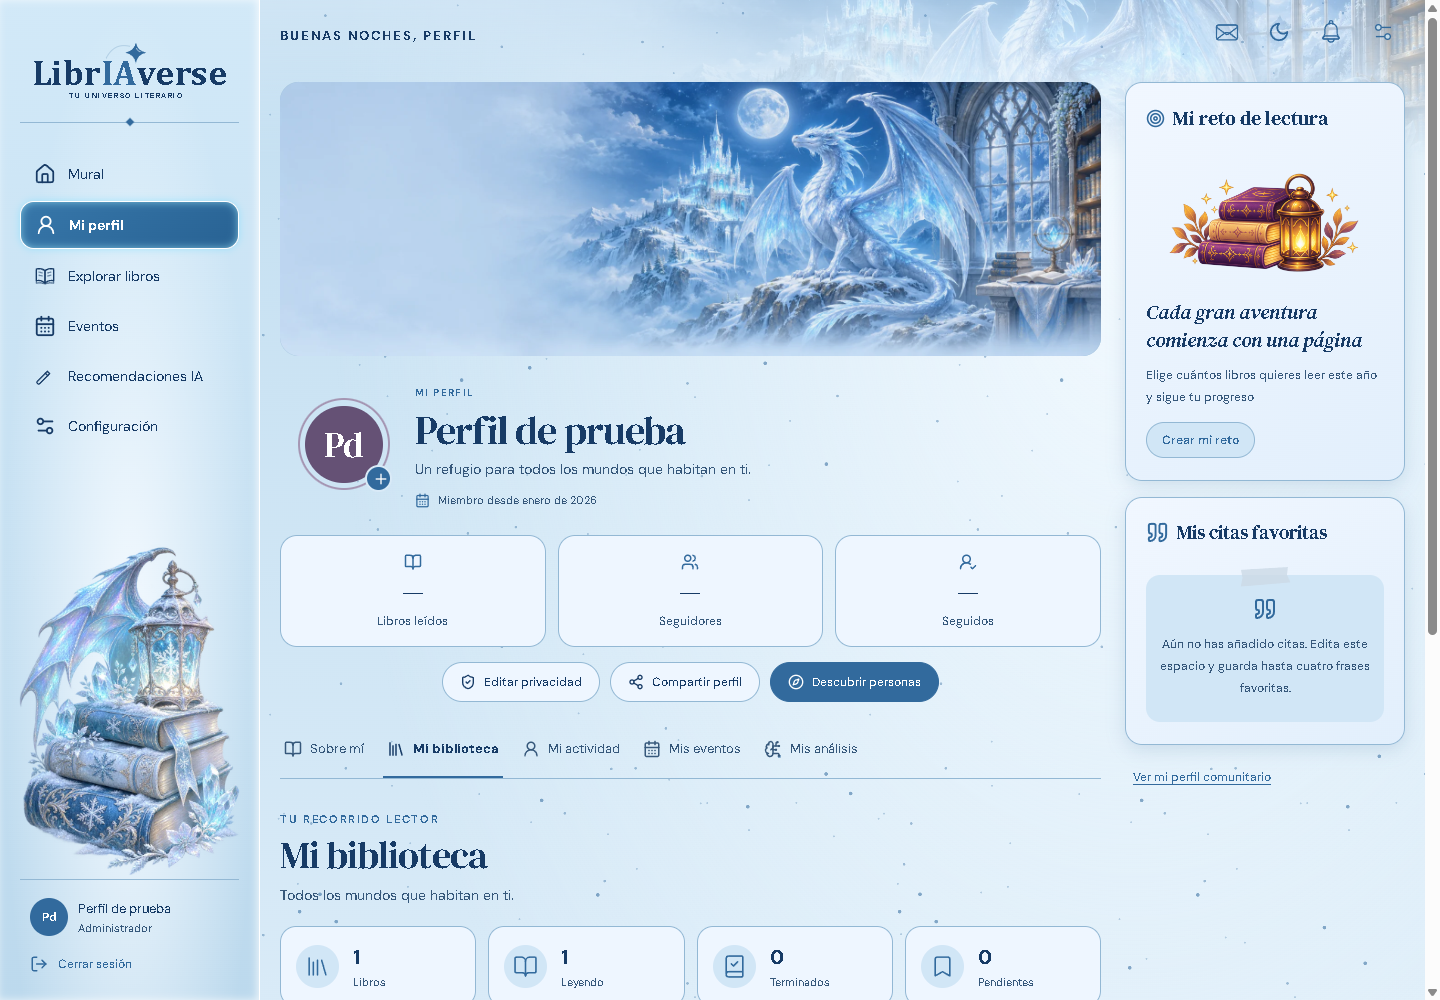 LibrIAverse
TU UNIVERSO LITERARIO
Mural
Mi perfil
Explorar libros
Eventos
Recomendaciones IA
Configuración
Pd
Perfil de prueba
Administrador
Cerrar sesión
BUENAS NOCHES, PERFIL
Pd
MI PERFIL
Perfil de prueba
Un refugio para todos los mundos que habitan en ti.
Miembro desde enero de 2026
—
Libros leídos
—
Seguidores
—
Seguidos
Editar privacidad
Compartir perfil
Descubrir personas
Sobre mí
Mi biblioteca
Mi actividad
Mis eventos
Mis análisis
TU RECORRIDO LECTOR
Mi biblioteca
Todos los mundos que habitan en ti.
1
Libros
1
Leyendo
0
Terminados
0
Pendientes
Mi reto de lectura
Cada gran aventura
comienza con una página
Elige cuántos libros quieres leer este año
y sigue tu progreso
Crear mi reto
Mis citas favoritas
Aún no has añadido citas. Edita este
espacio y guarda hasta cuatro frases
favoritas.
Ver mi perfil comunitario